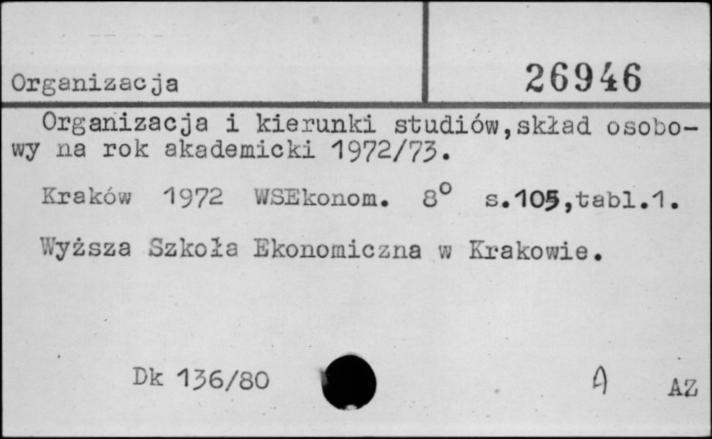 Organizacja
26946
Organizacja i kierunki studiów,skład osobo-
wy na rok akademicki 1972/73.
Kraków 1972 WSEkonom. 8° s.105,tabl.1.
Wyższa Szkoła Ekonomiczna w Krakowie.
Dk 136/80
A
AZ